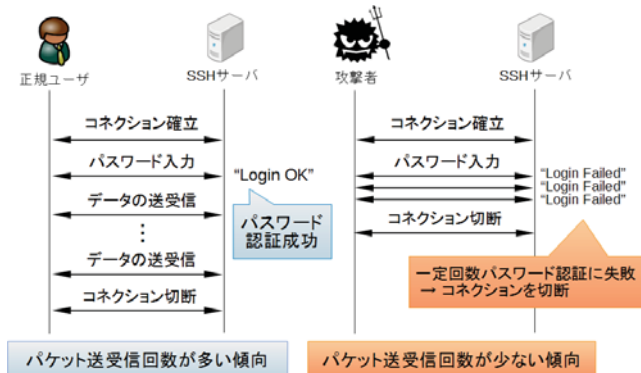 正規ユーザ
SSHサーバ
コネクション確立
パスワード入力
"Login OK"
データの送受信
パスワード
認証成功
データの送受信
コネクション切断
パケット送受信回数が多い傾向
攻撃者
SSHサーバ
コネクション確立
パスワード入力
"Login Failed"
"Login Failed"
"Login Failed"
コネクション切断
一定回数パスワード認証に失敗
→ コネクションを切断
パケット送受信回数が少ない傾向